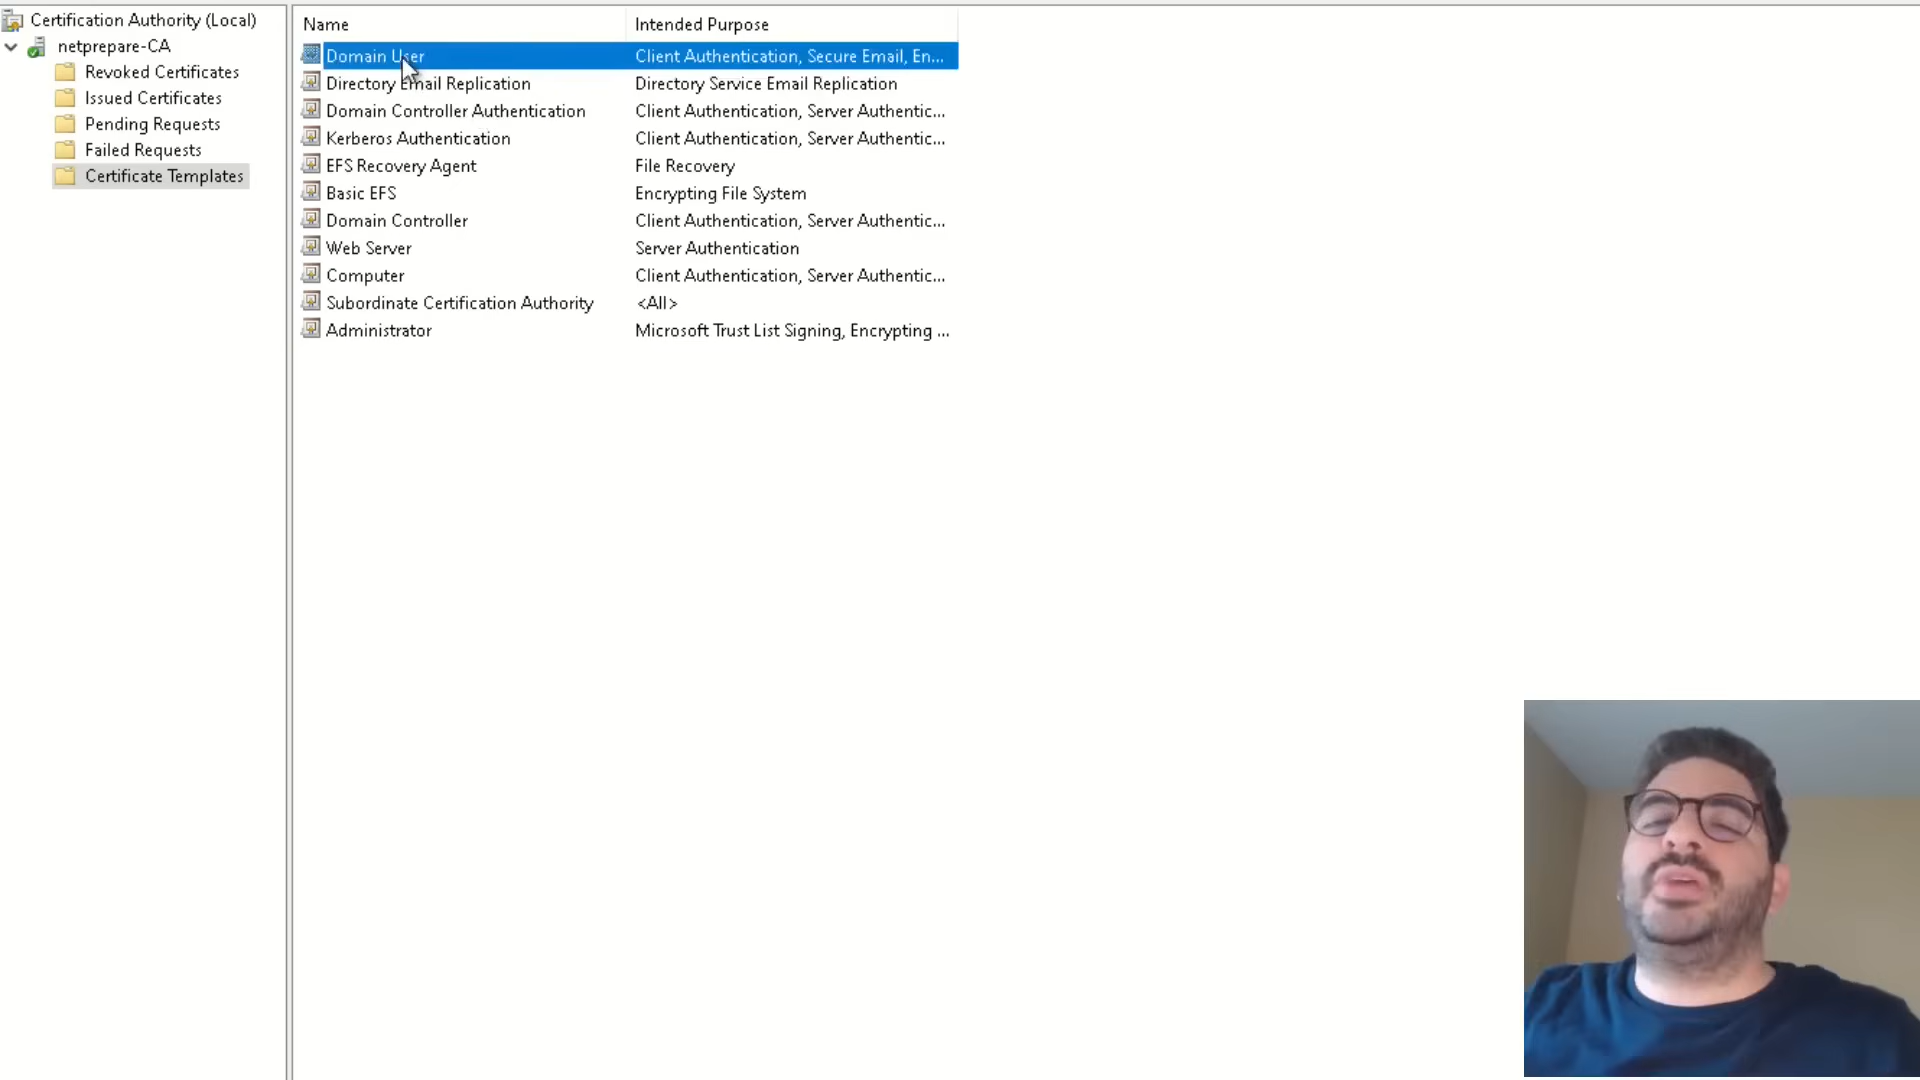 Certification Authority (Local)
netprepare-CA
Revoked Certificates
Issued Certificates
Pending Requests
Failed Requests
Certificate Templates
Name Intended Purpose
Domain User Client Authentication, Secure Email, En...
Directory Email Replication Directory Service Email Replication
Domain Controller Authentication Client Authentication, Server Authentic...
Kerberos Authentication Client Authentication, Server Authentic...
EFS Recovery Agent File Recovery
Basic EFS Encrypting File System
Domain Controller Client Authentication, Server Authentic...
Web Server Server Authentication
Computer Client Authentication, Server Authentic...
Subordinate Certification Authority <All>
Administrator Microsoft Trust List Signing, Encrypting ...